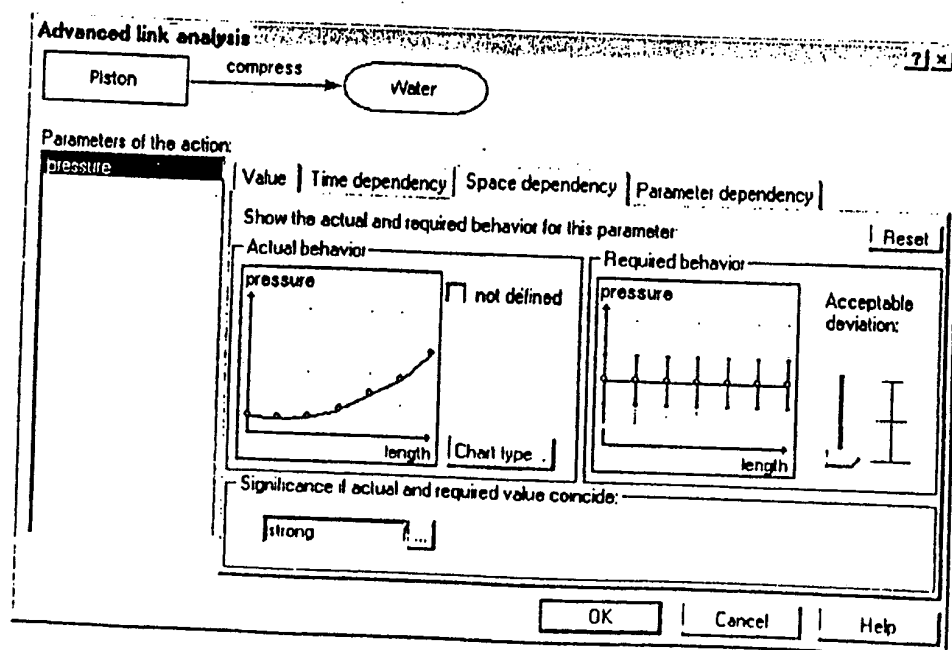 Advanced link analysis
? ×
Piston
compress
Water
Parameters of the action:
pressure
Value
Time dependency
Space dependency
Parameter dependency
Show the actual and required behavior for this parameter
Reset
Actual behavior
pressure
length
not defined
Chart type
Required behavior
pressure
length
Acceptable
deviation:
Significance if actual and required value coincide:
strong
...
OK
Cancel
Help